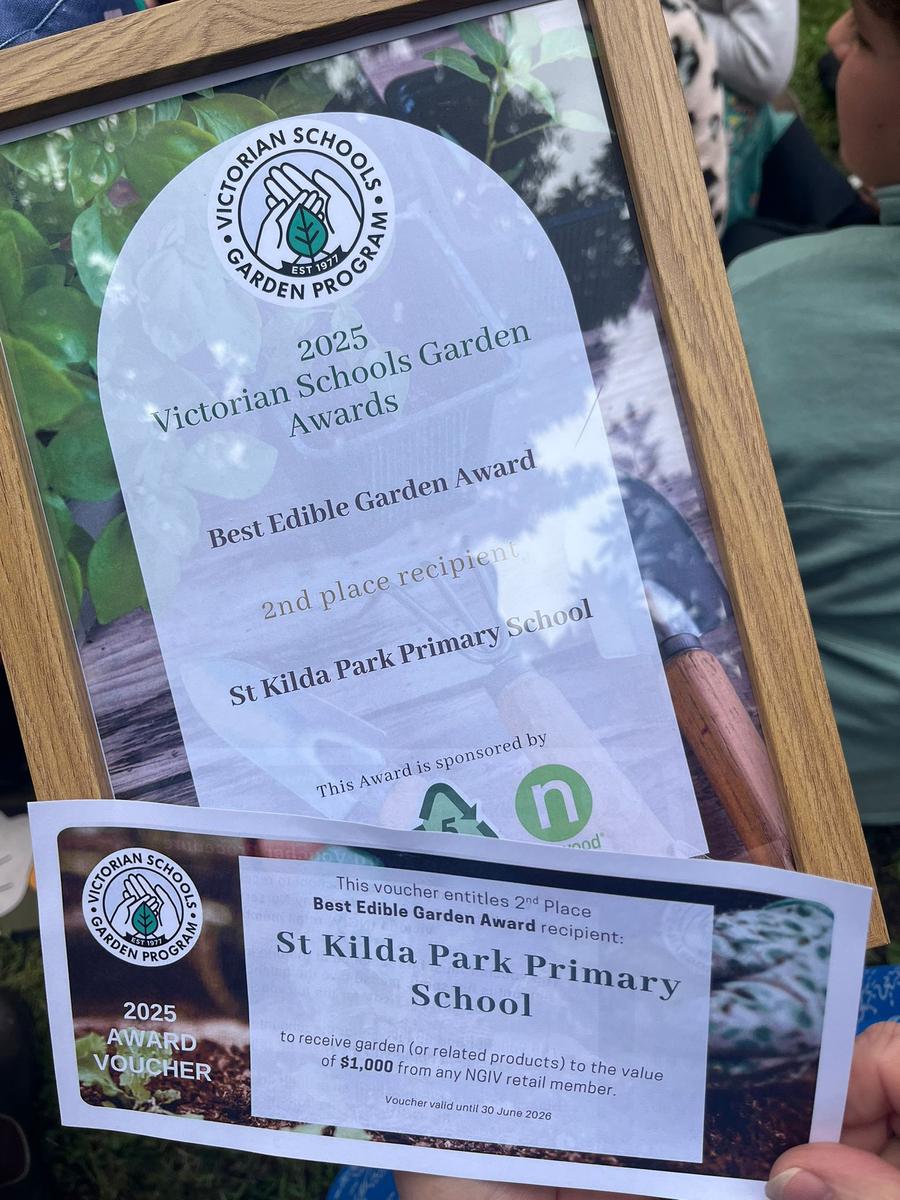 VICTORIAN SCHOOLS
GARDEN PROGRAM
EST 1977
2025
Victorian Schools Garden
Awards
Best Edible Garden Award
2nd place recipient
St Kilda Park Primary School
This Award is sponsored by
5
n
VICTORIAN SCHOOLS
GARDEN PROGRAM
EST 1977
2025
AWARD
VOUCHER
This voucher entitles 2nd Place
Best Edible Garden Award recipient:
St Kilda Park Primary
School
to receive garden (or related products) to the value
of $1,000 from any NGIV retail member.
Voucher valid until 30 June 2026